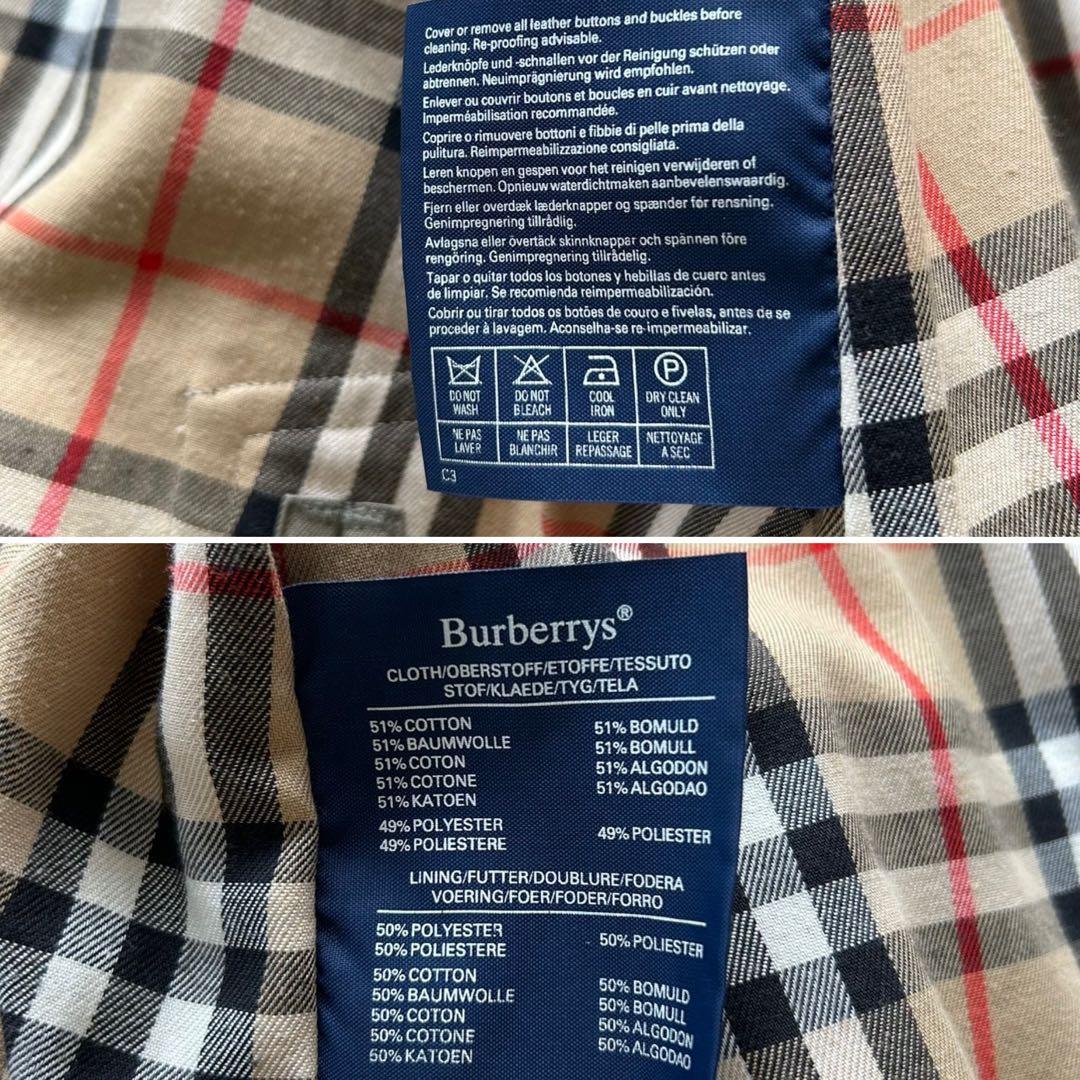 Cover or remove all leather buttons and buckles before
cleaning. Re-proofing advisable.
Lederknöpfe und -schnallen vor der Reinigung schützen oder
abtrennen. Neuimprägnierung wird empfohlen.
Enlever ou couvrir boutons et boucles en cuir avant nettoyage.
Imperméabilisation recommandée.
Coprire o rimuovere bottoni e fibbie di pelle prima della
pulitura. Reimpermeabilizzazione consigliata.
Leren knopen en gespen voor het reinigen verwijderen of
beschermen. Opnieuw waterdichtmaken aanbevelenswaardig.
Fjern eller overdæk læderknapper og spænder for rensning.
Genimpregnering tillrådlig.
Avlagsna eller övertäck skinnknappar och spännen före
rengöring. Genimpregnering tillrådelig.
Tapar o quitar todos los botones y hebillas de cuero antes
de limpiar. Se recomienda reimpermeabilización.
Cobrir ou tirar todos os botões de couro e fivelas, antes de se
proceder à lavagem. Aconselha-se re-impermeabilizar.
P
DO NOT WASH
DO NOT BLEACH
COOL IRON
DRY CLEAN ONLY
NE PAS LAVER
NE PAS BLANCHIR
LEGER REPASSAGE
NETTOYAGE A SEC
C3
Burberrys®
CLOTH/OBERSTOFF/ETOFFE/TESSUTO
STOF/KLAEDE/TYG/TELA
51% COTTON
51% BAUMWOLLE
51% COTON
51% COTONE
51% KATOEN
51% BOMULD
51% BOMULL
51% ALGODON
51% ALGODAO
49% POLYESTER
49% POLIESTERE
49% POLIESTER
LINING/FUTTER/DOUBLURE/FODERA
VOERING/FOER/FODER/FORRO
50% POLYESTER
50% POLIESTERE
50% POLIESTER
50% COTTON
50% BAUMWOLLE
50% COTON
50% COTONE
50% KATOEN
50% BOMULD
50% BOMULL
50% ALGODON
50% ALGODAO